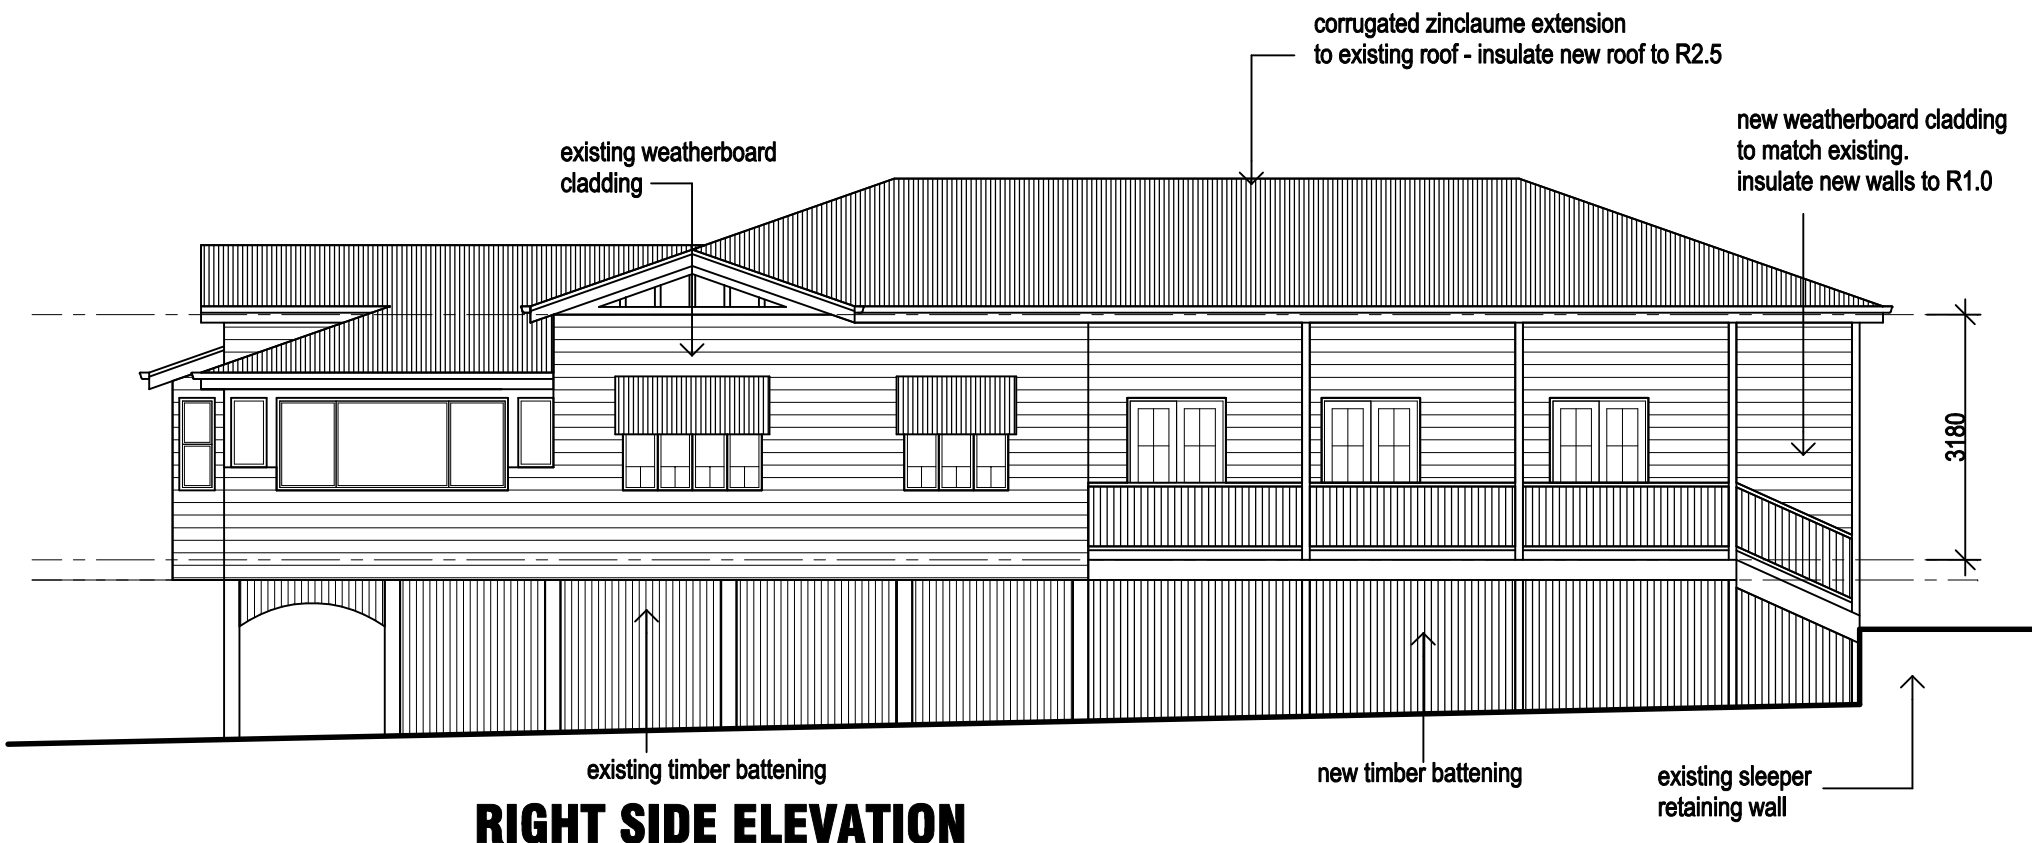 corrugated zinclaume extension
to existing roof - insulate new roof to R2.5
new weatherboard cladding
to match existing.
insulate new walls to R1.0
existing weatherboard
cladding
3180
existing timber battening
new timber battening
existing sleeper
retaining wall
RIGHT SIDE ELEVATION